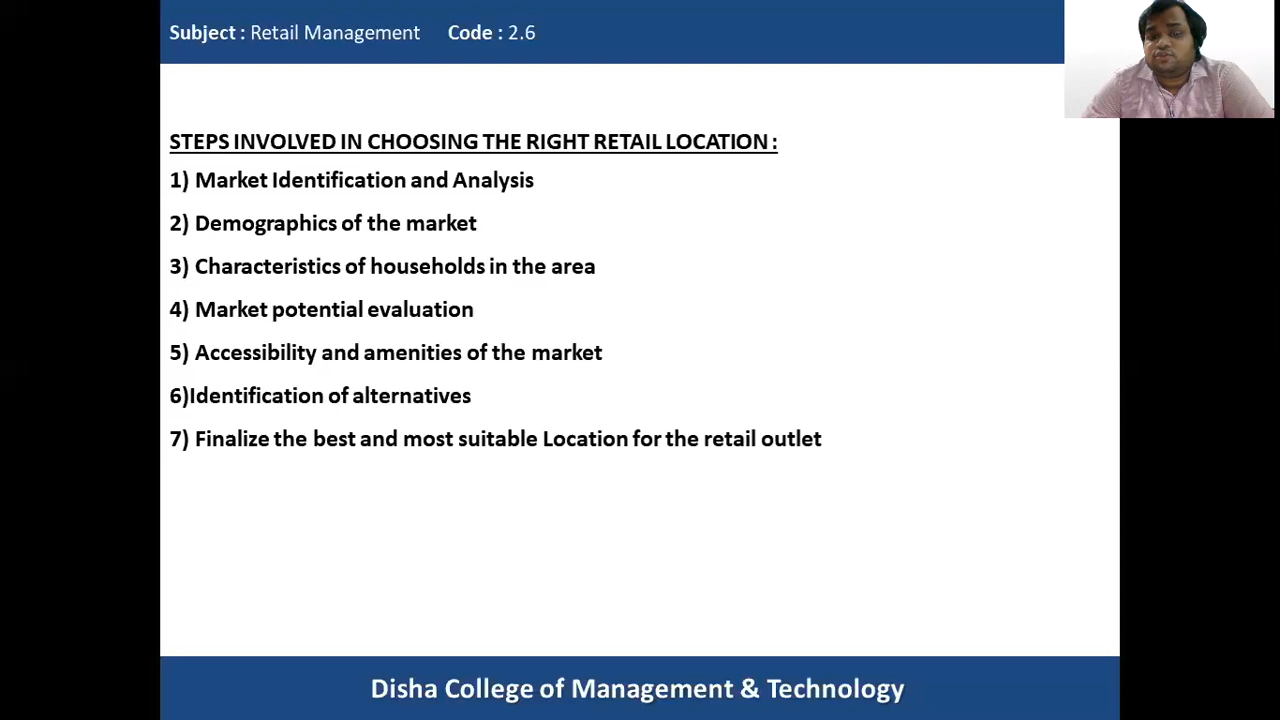 Subject : Retail Management Code : 2.6
STEPS INVOLVED IN CHOOSING THE RIGHT RETAIL LOCATION :
1) Market Identification and Analysis
2) Demographics of the market
3) Characteristics of households in the area
4) Market potential evaluation
5) Accessibility and amenities of the market
6)Identification of alternatives
7) Finalize the best and most suitable Location for the retail outlet
Disha College of Management & Technology